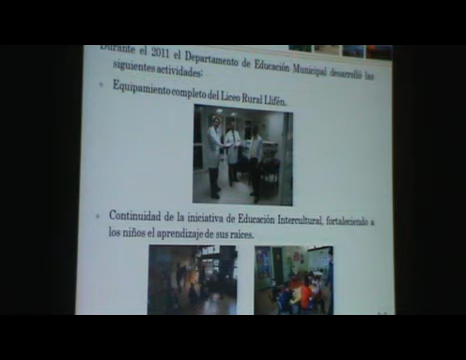 Durante el 2011 el Departamento de Educación Municipal desarrolló las
siguientes actividades:
Equipamiento completo del Liceo Rural Llifén.
Continuidad de la iniciativa de Educación Intercultural, fortaleciendo a
los niños el aprendizaje de sus raíces.